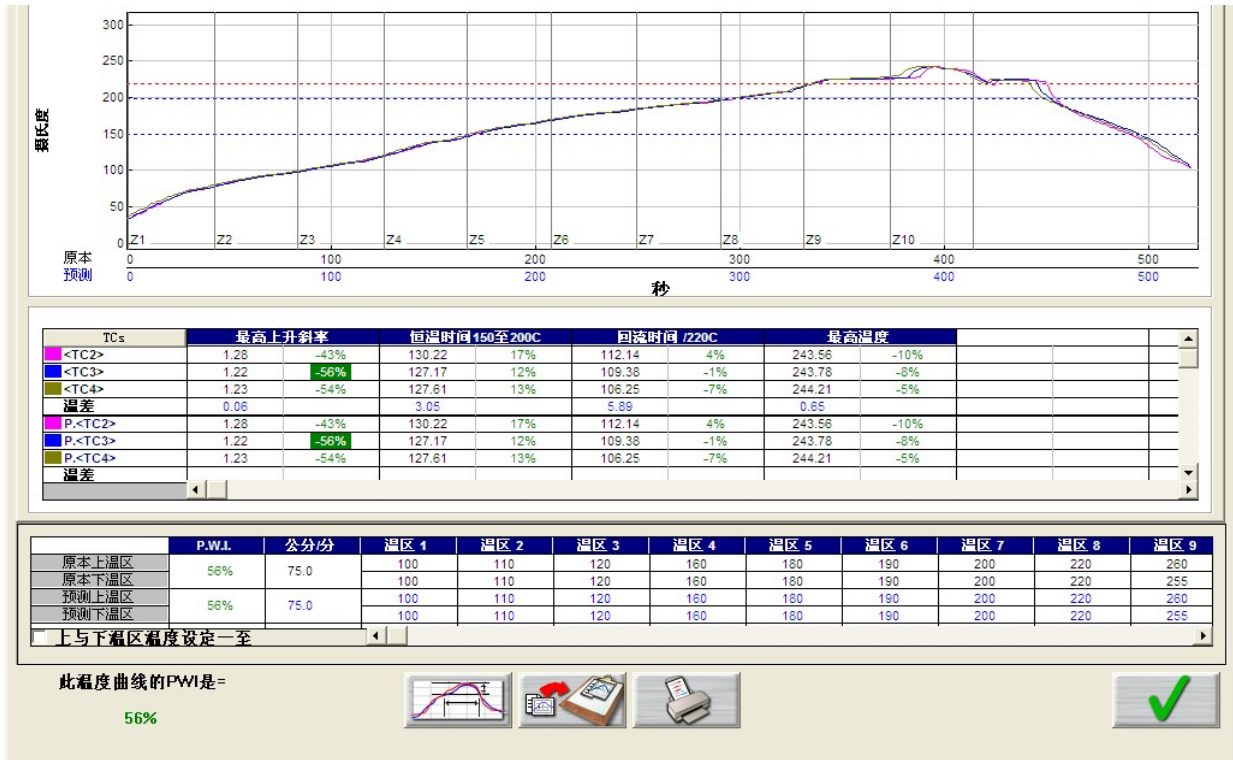 300
250
200
150
100
50
0
摄氏度
Z1 Z2 Z3 Z4 Z5 Z6 Z7 Z8 Z9 Z10
原本 0 100 200 300 400 500
预测 0 100 200 300 400 500
秒
TCs 最高上升斜率 恒温时间150至200C 回流时间 /220C 最高温度
<TC2> 1.28 -43% 130.22 17% 112.14 4% 243.56 -10%
<TC3> 1.22 -56% 127.17 12% 109.38 -1% 243.78 -8%
<TC4> 1.23 -54% 127.61 13% 106.25 -7% 244.21 -5%
温差 0.06 3.05 5.89 0.65
P.<TC2> 1.28 -43% 130.22 17% 112.14 4% 243.56 -10%
P.<TC3> 1.22 -56% 127.17 12% 109.38 -1% 243.78 -8%
P.<TC4> 1.23 -54% 127.61 13% 106.25 -7% 244.21 -5%
温差
P.W.I. 公分/分 温区 1 温区 2 温区 3 温区 4 温区 5 温区 6 温区 7 温区 8 温区 9
原本上温区 56% 75.0 100 110 120 160 180 190 200 220 260
原本下温区 100 110 120 160 180 190 200 220 255
预测上温区 56% 75.0 100 110 120 160 180 190 200 220 260
预测下温区 100 110 120 160 180 190 200 220 255
上与下温区温度设定一至
此温度曲线的PWI是=
56%